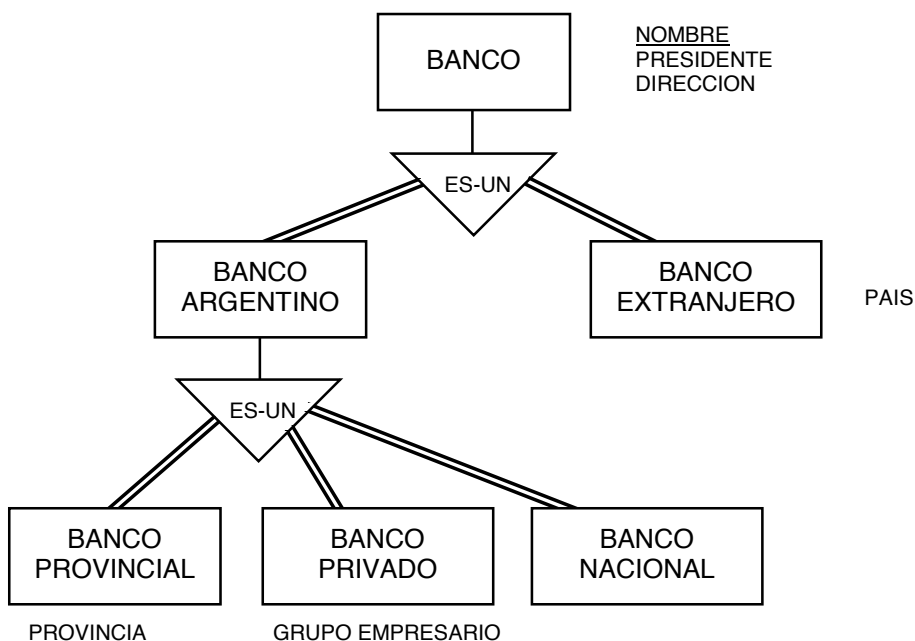 BANCO
NOMBRE
PRESIDENTE
DIRECCION
ES-UN
BANCO
ARGENTINO
BANCO
EXTRANJERO
PAIS
ES-UN
BANCO
PROVINCIAL
BANCO
PRIVADO
BANCO
NACIONAL
PROVINCIA
GRUPO EMPRESARIO